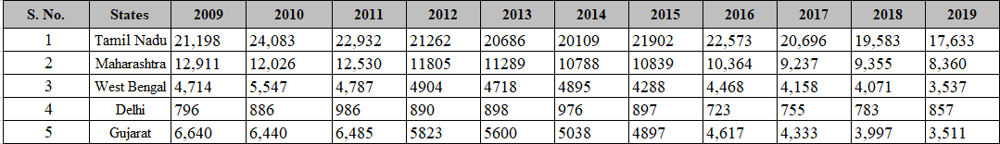 S. No. States 2009 2010 2011 2012 2013 2014 2015 2016 2017 2018 2019
1 Tamil Nadu 21,198 24,083 22,932 21262 20686 20109 21902 22,573 20,696 19,583 17,633
2 Maharashtra 12,911 12,026 12,530 11805 11289 10788 10839 10,364 9,237 9,355 8,360
3 West Bengal 4,714 5,547 4,787 4904 4718 4895 4288 4,468 4,158 4,071 3,537
4 Delhi 796 886 986 890 898 976 897 723 755 783 857
5 Gujarat 6,640 6,440 6,485 5823 5600 5038 4897 4,617 4,333 3,997 3,511